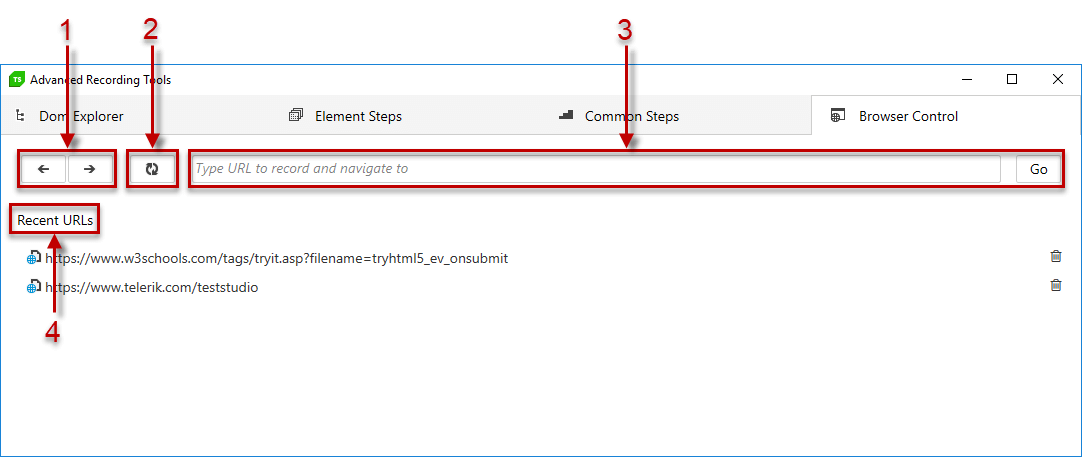 1 2 3
TS Advanced Recording Tools
Dom Explorer Element Steps Common Steps Browser Control
Type URL to record and navigate to Go
Recent URLs
https://www.w3schools.com/tags/tryit.asp?filename=tryhtml5_ev_onsubmit
https://www.telerik.com/teststudio
4